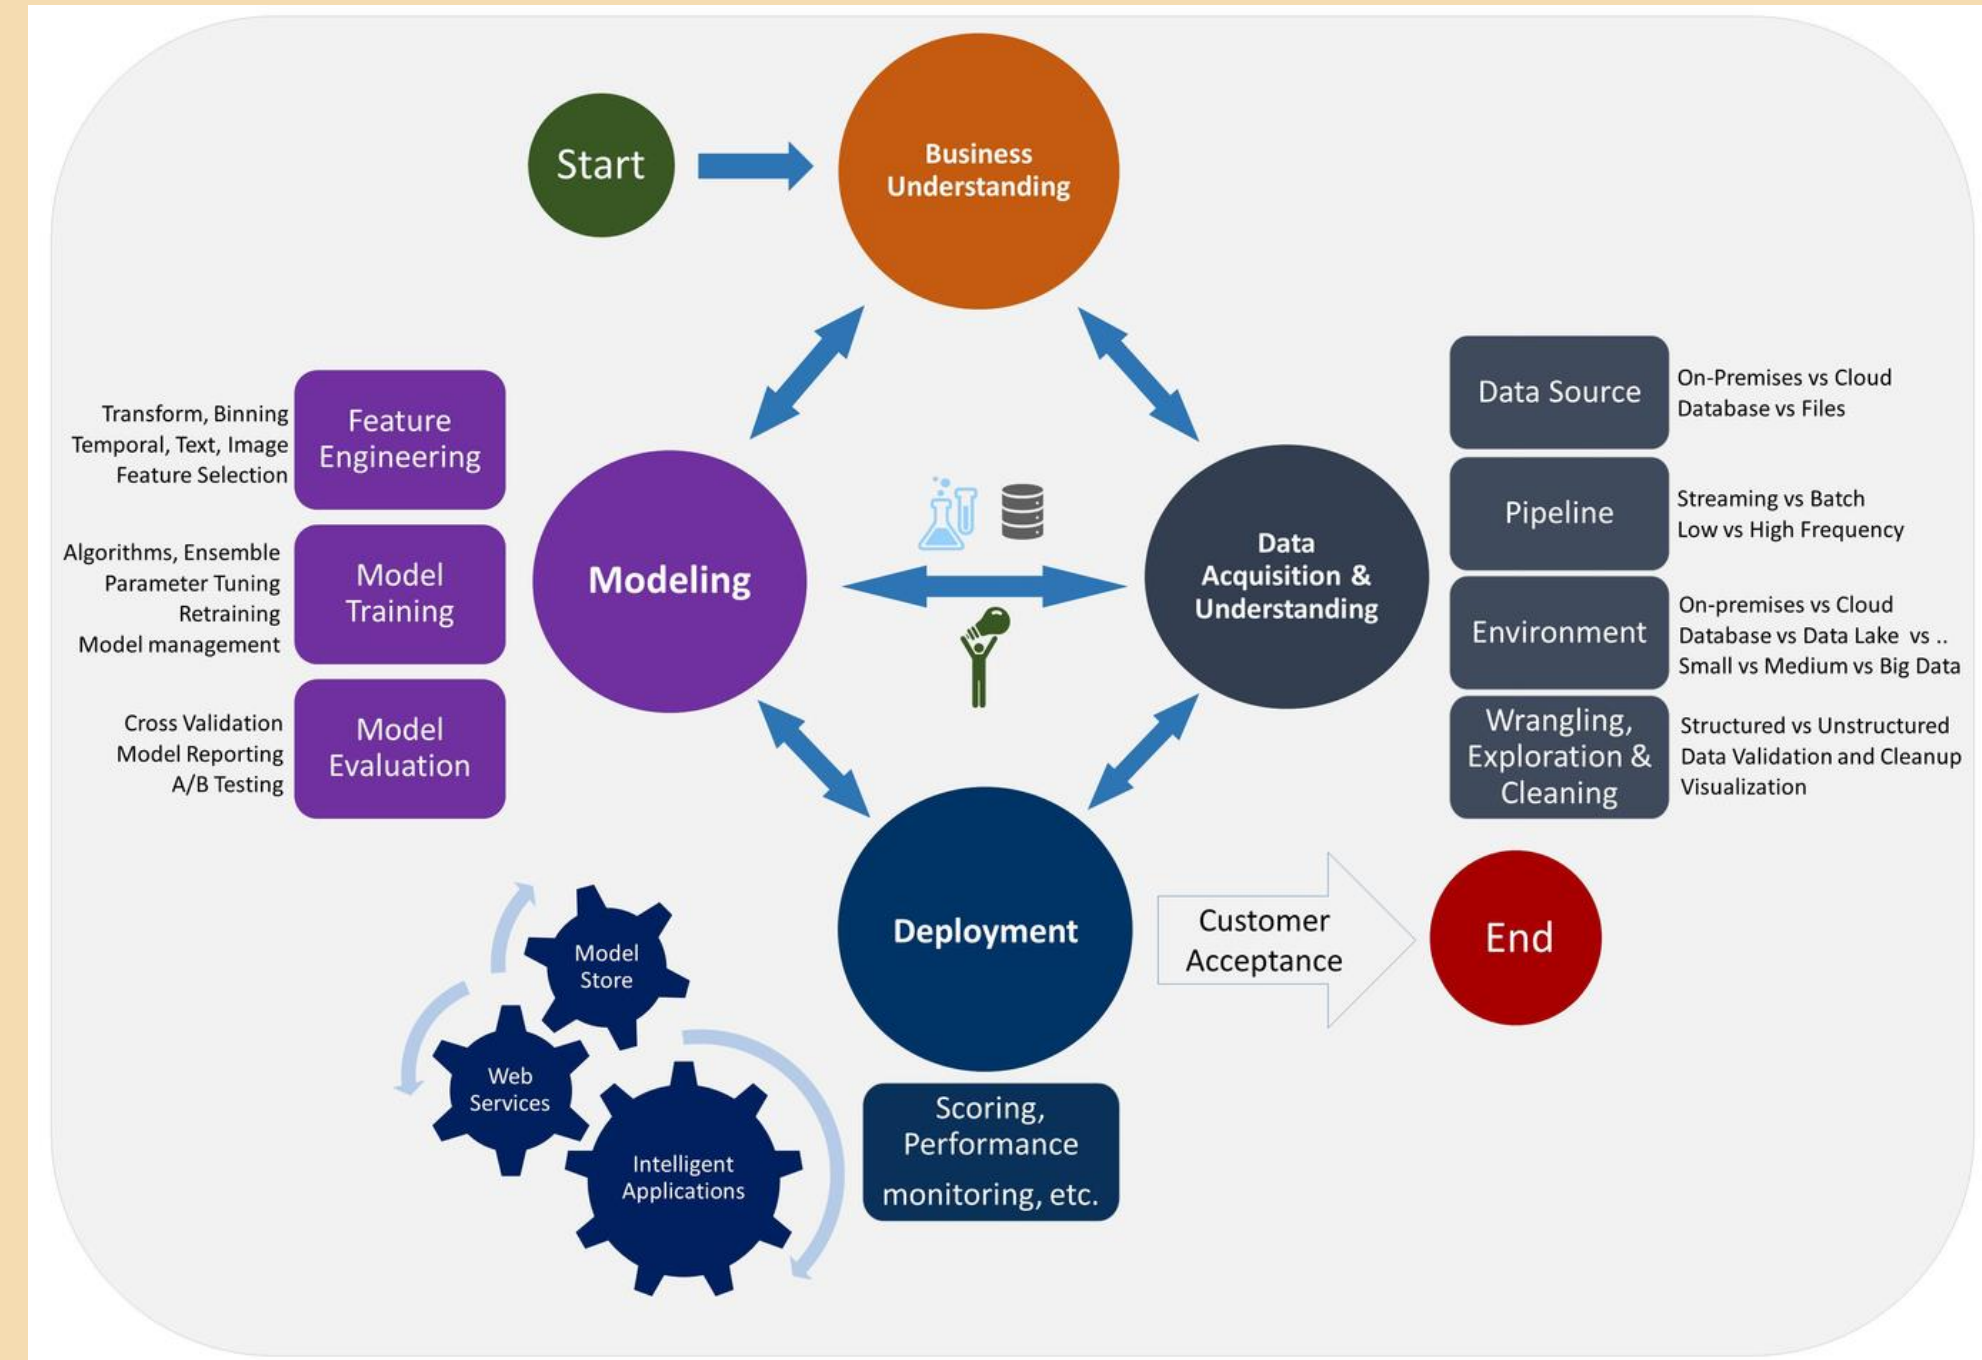 Start
Business
Understanding
Transform, Binning
Temporal, Text, Image
Feature Selection
Feature
Engineering
Algorithms, Ensemble
Parameter Tuning
Retraining
Model management
Model
Training
Cross Validation
Model Reporting
A/B Testing
Model
Evaluation
Modeling
Data
Acquisition &
Understanding
Data Source
On-Premises vs Cloud
Database vs Files
Pipeline
Streaming vs Batch
Low vs High Frequency
Environment
On-premises vs Cloud
Database vs Data Lake vs ..
Small vs Medium vs Big Data
Wrangling,
Exploration &
Cleaning
Structured vs Unstructured
Data Validation and Cleanup
Visualization
Deployment
Customer
Acceptance
End
Model
Store
Web
Services
Intelligent
Applications
Scoring,
Performance
monitoring, etc.